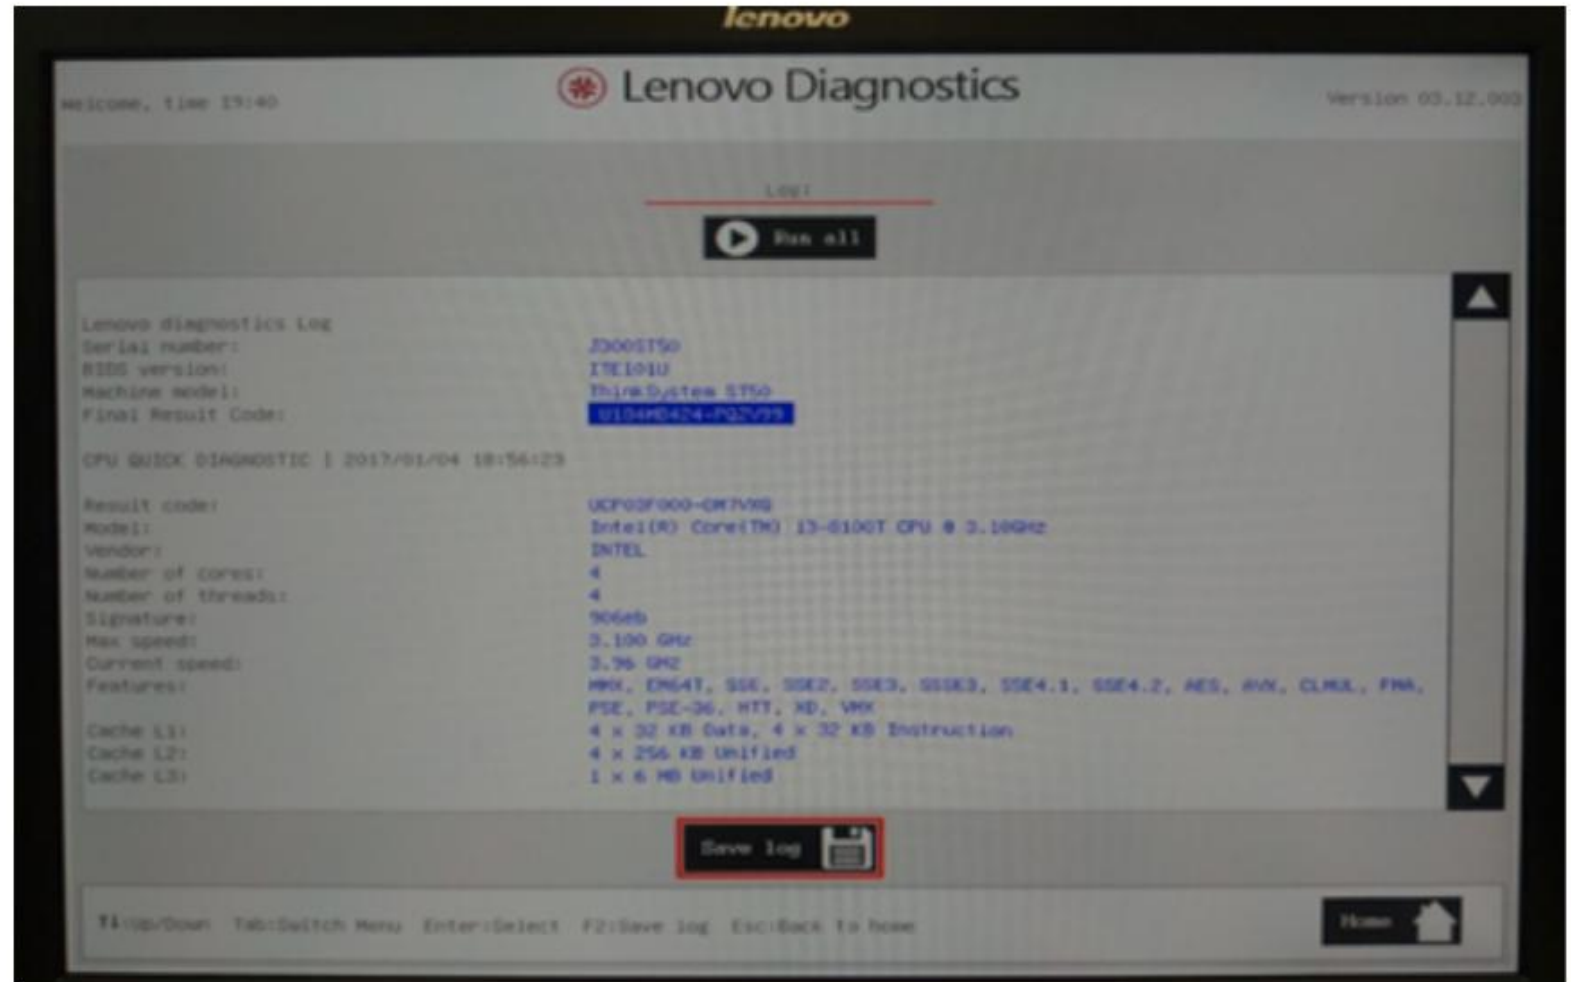 lenovo
Lenovo Diagnostics
Welcome, time 19:40
Version 03.12.003
Log:
Run all
Lenovo diagnostics Log
Serial number: J300ST50
BIOS version: ITE101U
Machine model: ThinkSystem ST50
Final Result Code:
CPU QUICK DIAGNOSTIC | 2017/01/04 18:56:23
Result code:
Model: Intel(R) Core(TM) i3-8100T CPU @ 3.10GHz
Vendor: INTEL
Number of cores: 4
Number of threads: 4
Signature: 906eb
Max speed: 3.100 GHz
Current speed: 3.96 GHz
Features: MMX, EM64T, SSE, SSE2, SSE3, SSSE3, SSE4.1, SSE4.2, AES, AVX, CLMUL, FMA,
PSE, PSE-36, HTT, XD, VMX
Cache L1: 4 x 32 KB Data, 4 x 32 KB Instruction
Cache L2: 4 x 256 KB Unified
Cache L3: 1 x 6 MB Unified
Save log
↑↓:Up/Down Tab:Switch Menu Enter:Select F2:Save log Esc:Back to home
Home